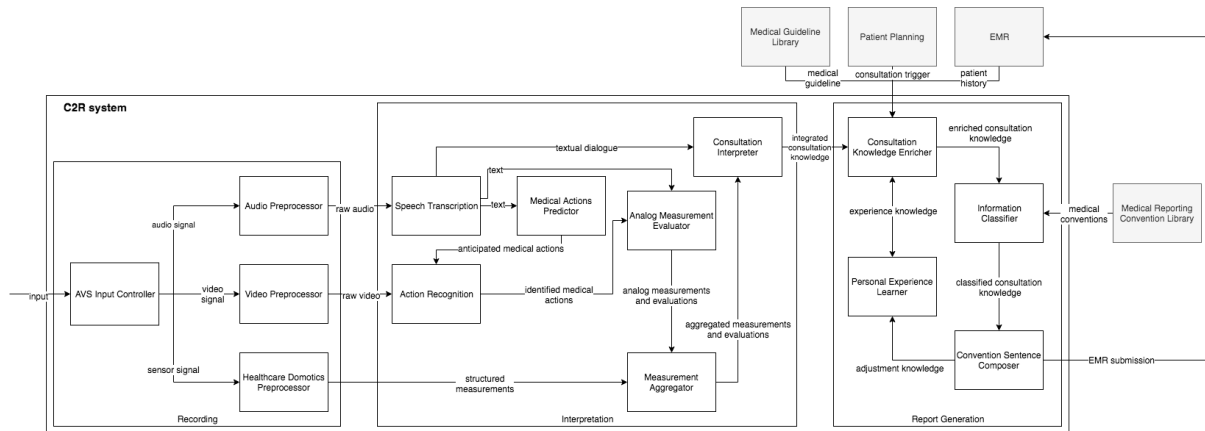 Medical Guideline
Library
Patient Planning
EMR
medical
guideline
consultation trigger
patient
history
C2R system
Consultation
Interpreter
integrated
consultation
knowledge
Consultation
Knowledge Enricher
enriched consultation
knowledge
textual dialogue
text
Audio Preprocessor
raw audio
Speech Transcription
text
Medical Actions
Predictor
Analog Measurement
Evaluator
audio signal
experience knowledge
Information
Classifier
medical
conventions
Medical Reporting
Convention Library
anticipated medical actions
input
AVS Input Controller
video
signal
Video Preprocessor
raw video
Action Recognition
identified medical
actions
analog measurements
and evaluations
Personal Experience
Learner
classified consultation
knowledge
aggregated measurements
and evaluations
sensor signal
Healthcare Domotics
Preprocessor
structured
measurements
Measurement
Aggregator
adjustment knowledge
Convention Sentence
Composer
EMR submission
Recording
Interpretation
Report Generation